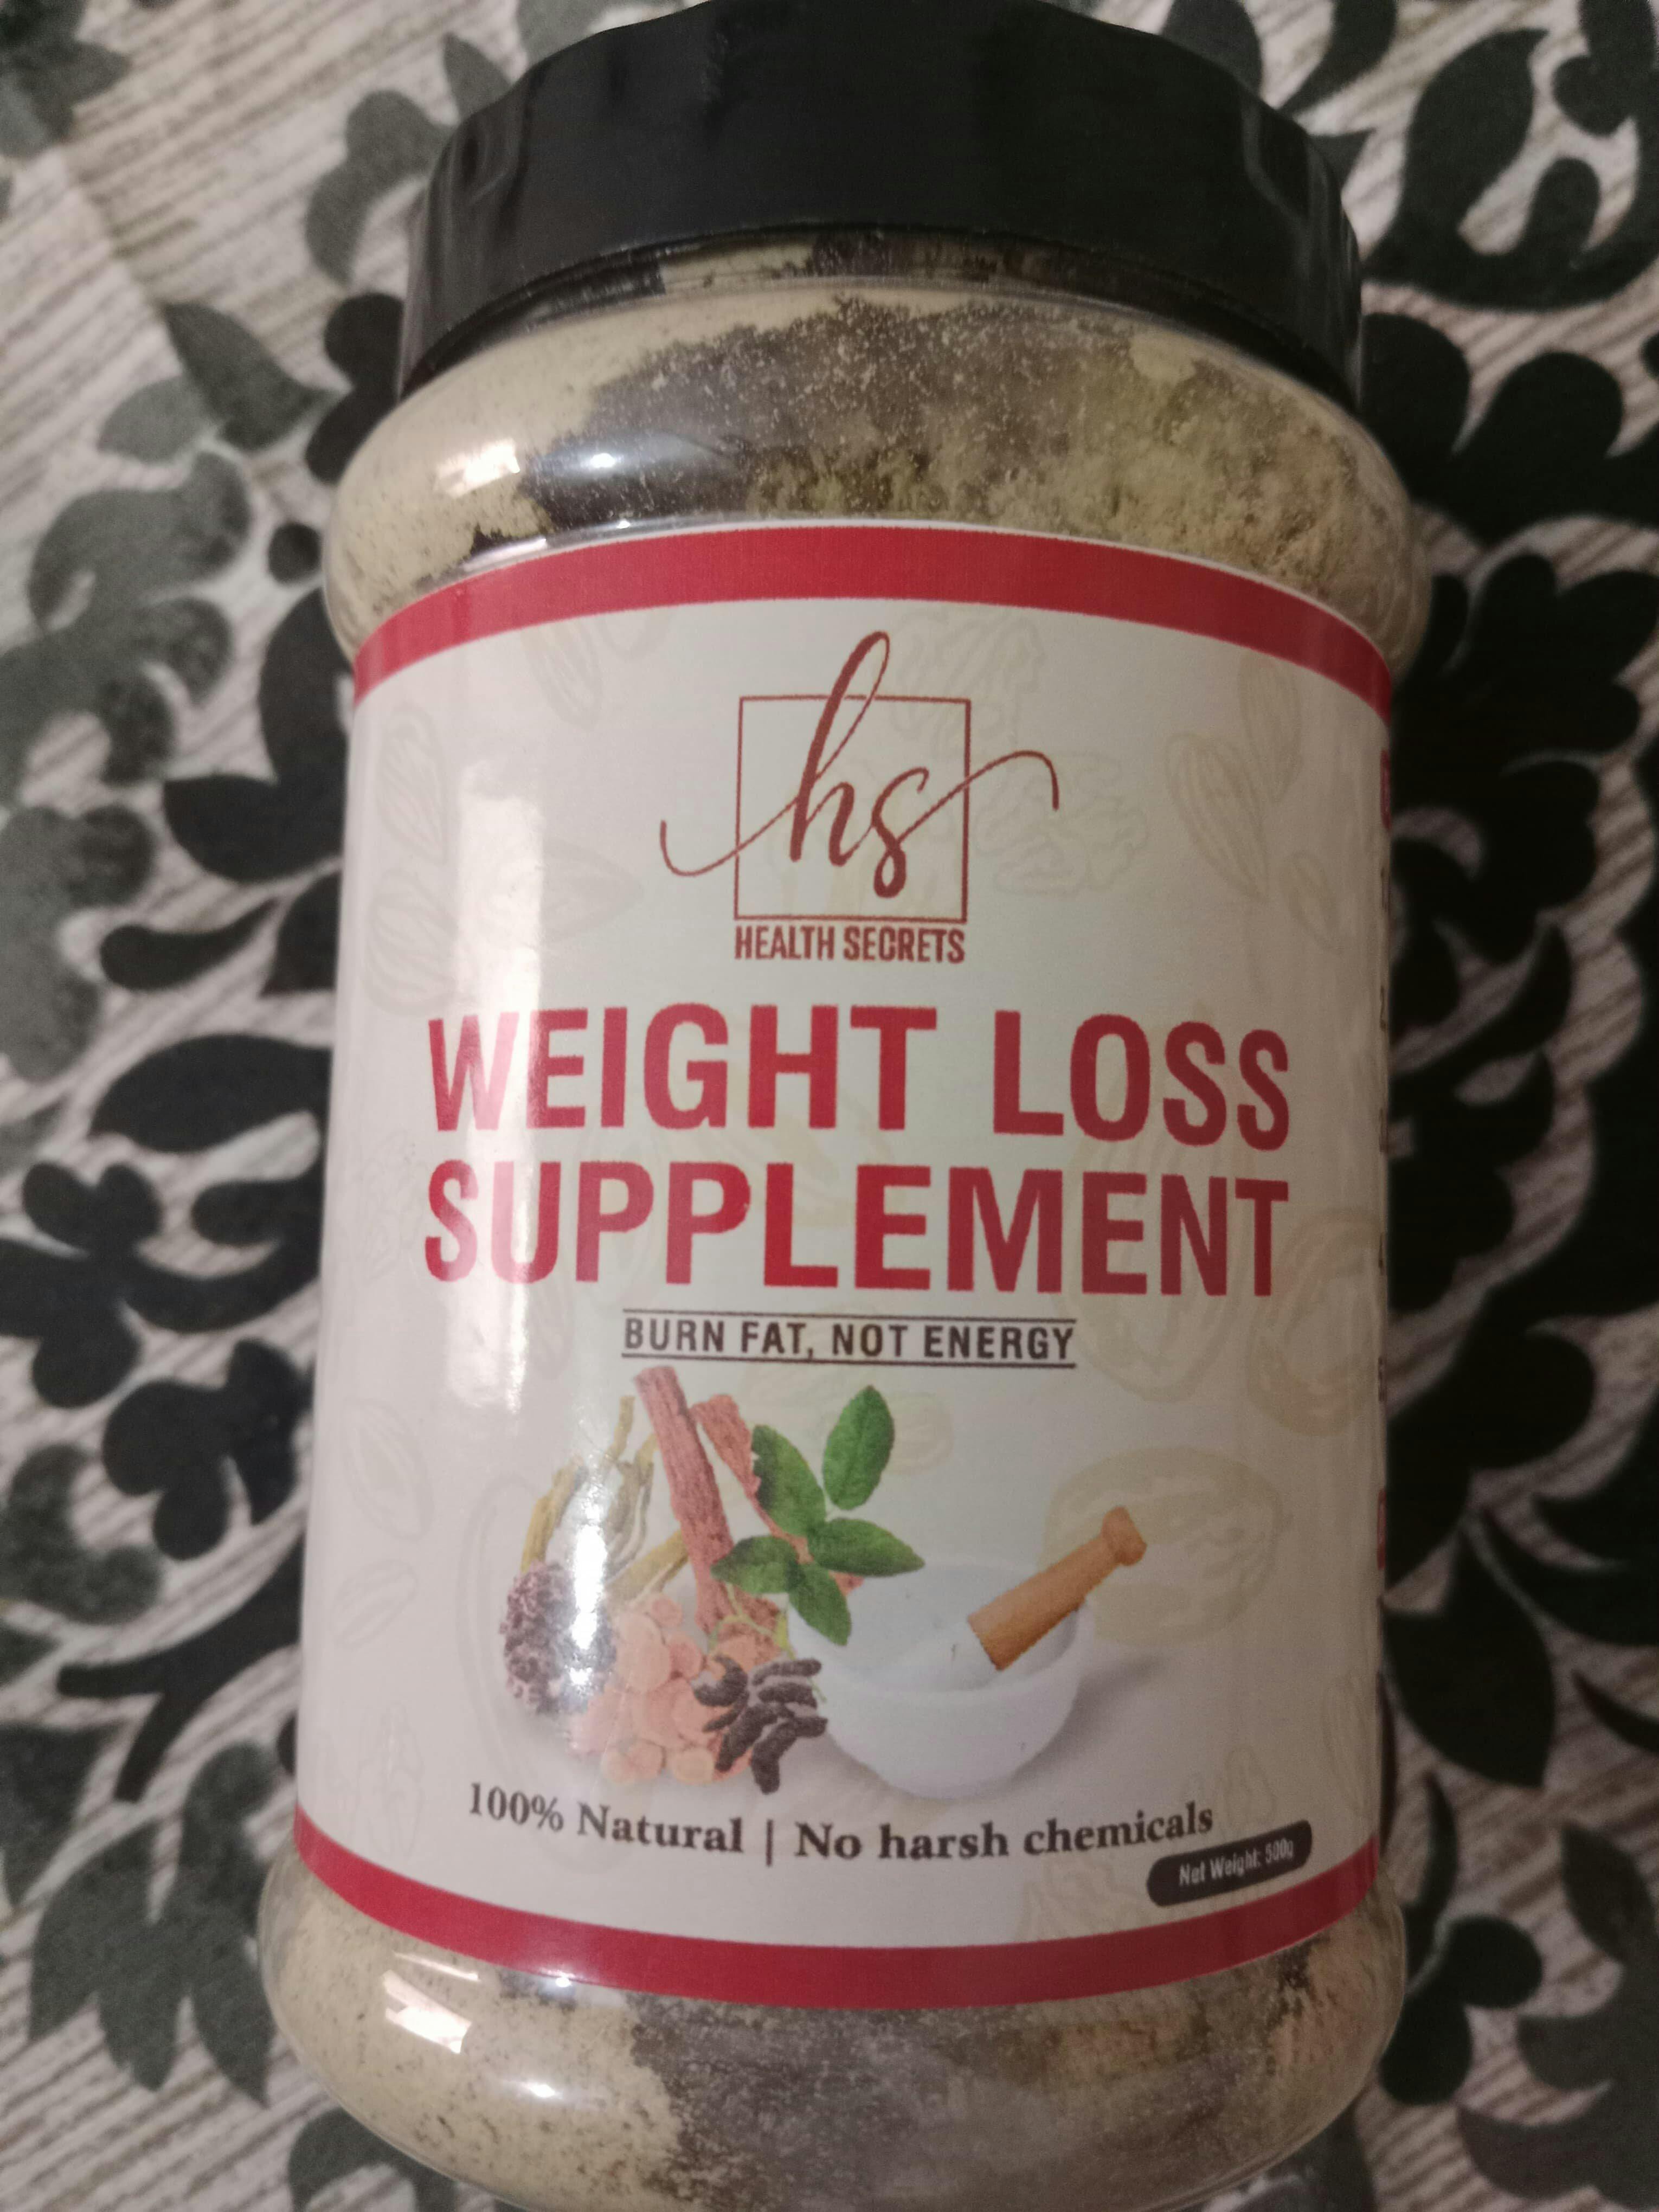 hs
HEALTH SECRETS
WEIGHT LOSS
SUPPLEMENT
BURN FAT, NOT ENERGY
100% Natural | No harsh chemicals
Net Weight: 500g